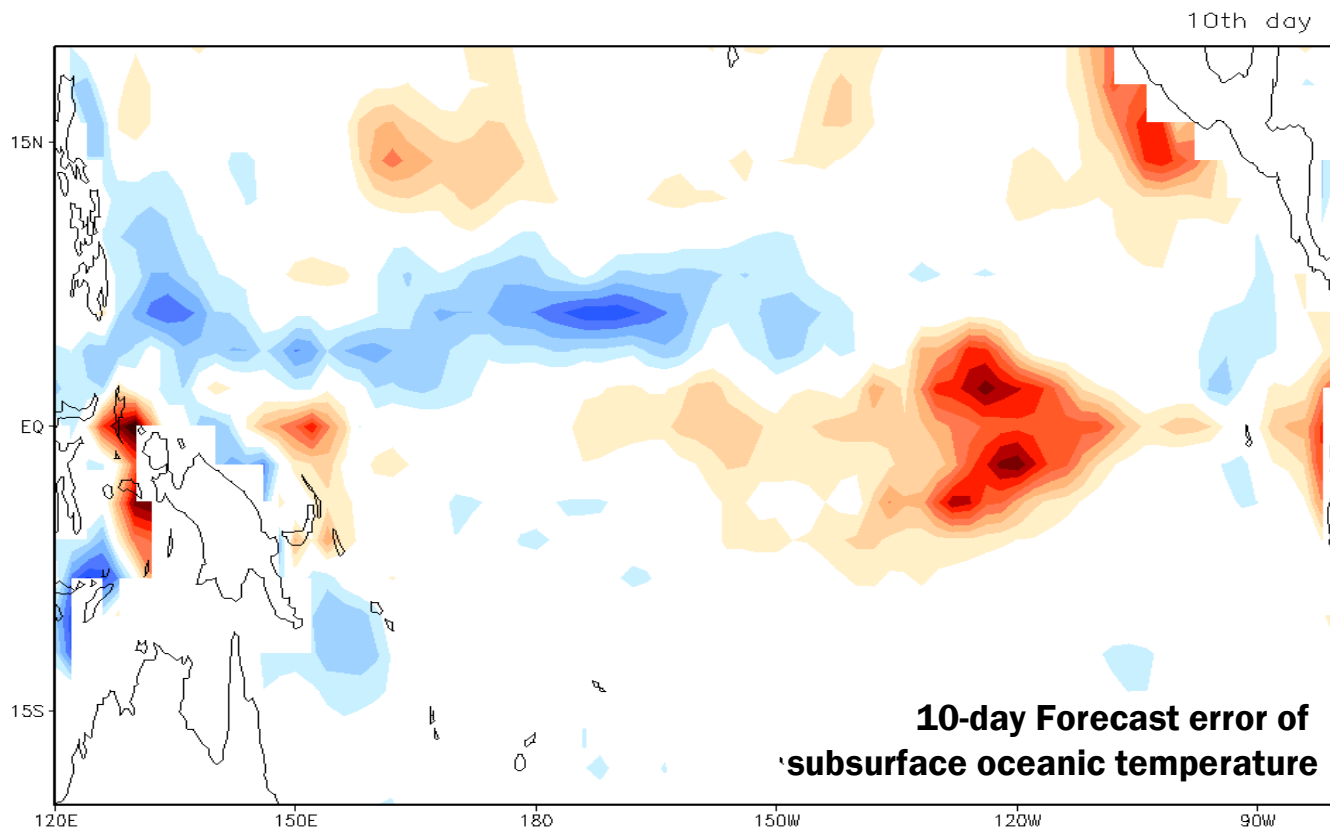 10th day
15N
EQ
15S
10-day Forecast error of
subsurface oceanic temperature
120E
150E
180
150W
120W
90W